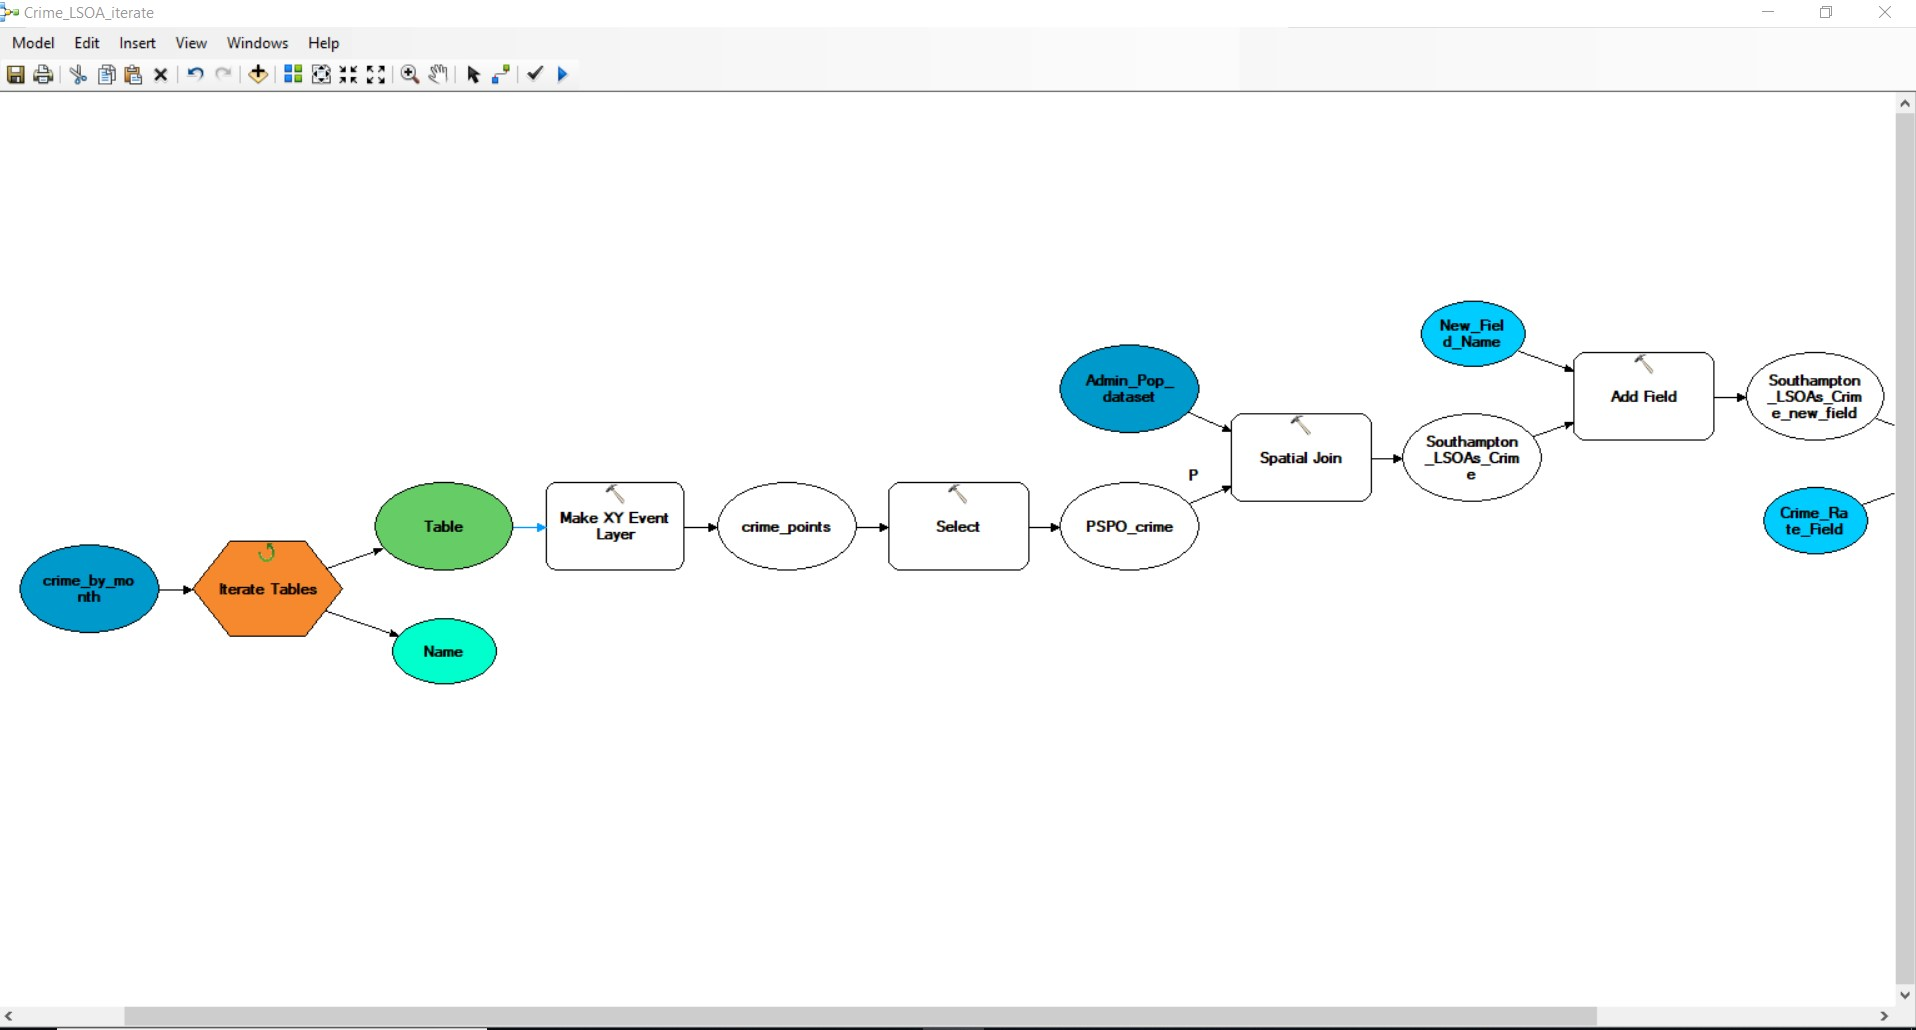 Crime_LSOA_iterate
Model Edit Insert View Windows Help
New_Fiel
d_Name
Admin_Pop_
dataset
Add Field
Southampton
_LSOAs_Crim
e_new_field
Spatial Join
Southampton
_LSOAs_Crim
e
P
Table
Make XY Event
Layer
crime_points
Select
PSPO_crime
Crime_Ra
te_Field
crime_by_mo
nth
Iterate Tables
Name